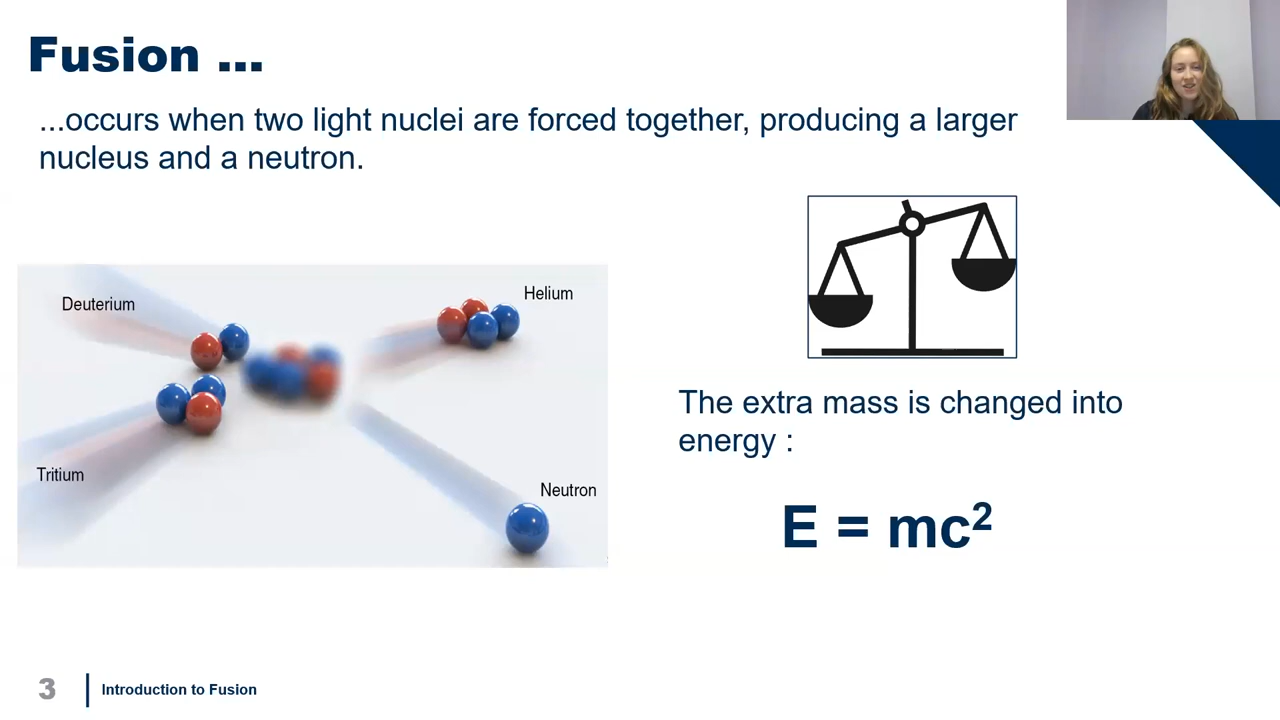 Fusion ...
...occurs when two light nuclei are forced together, producing a larger
nucleus and a neutron.
Deuterium
Helium
Tritium
Neutron
The extra mass is changed into
energy :
E = mc²
3
Introduction to Fusion